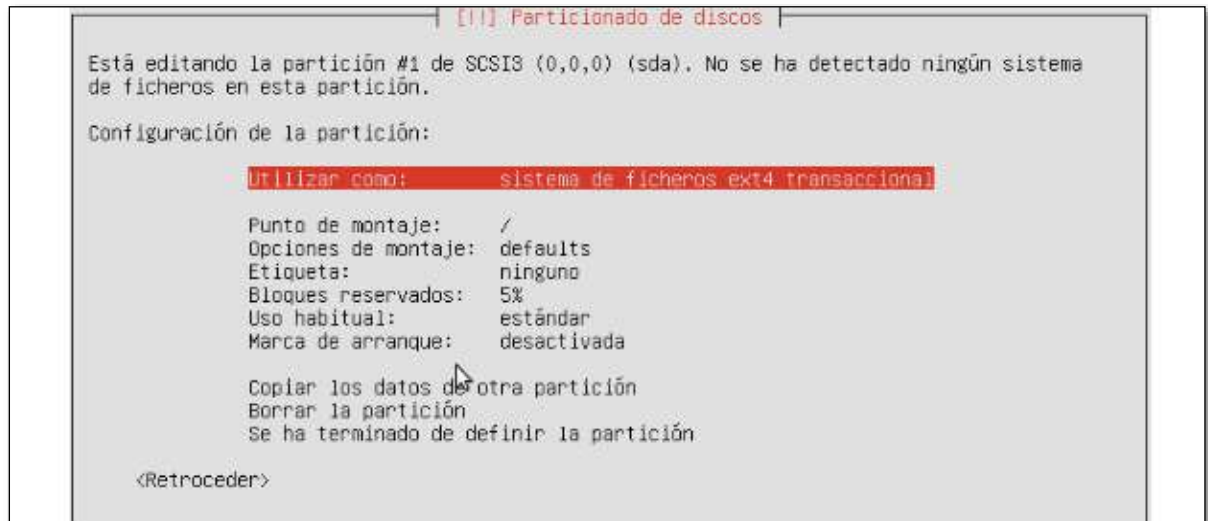 [!!] Particionado de discos
Está editando la partición #1 de SCSI3 (0,0,0) (sda). No se ha detectado ningún sistema
de ficheros en esta partición.
Configuración de la partición:
Utilizar como: sistema de ficheros ext4 transaccional
Punto de montaje: /
Opciones de montaje: defaults
Etiqueta: ninguno
Bloques reservados: 5%
Uso habitual: estándar
Marca de arranque: desactivada
Copiar los datos de otra partición
Borrar la partición
Se ha terminado de definir la partición
<Retroceder>